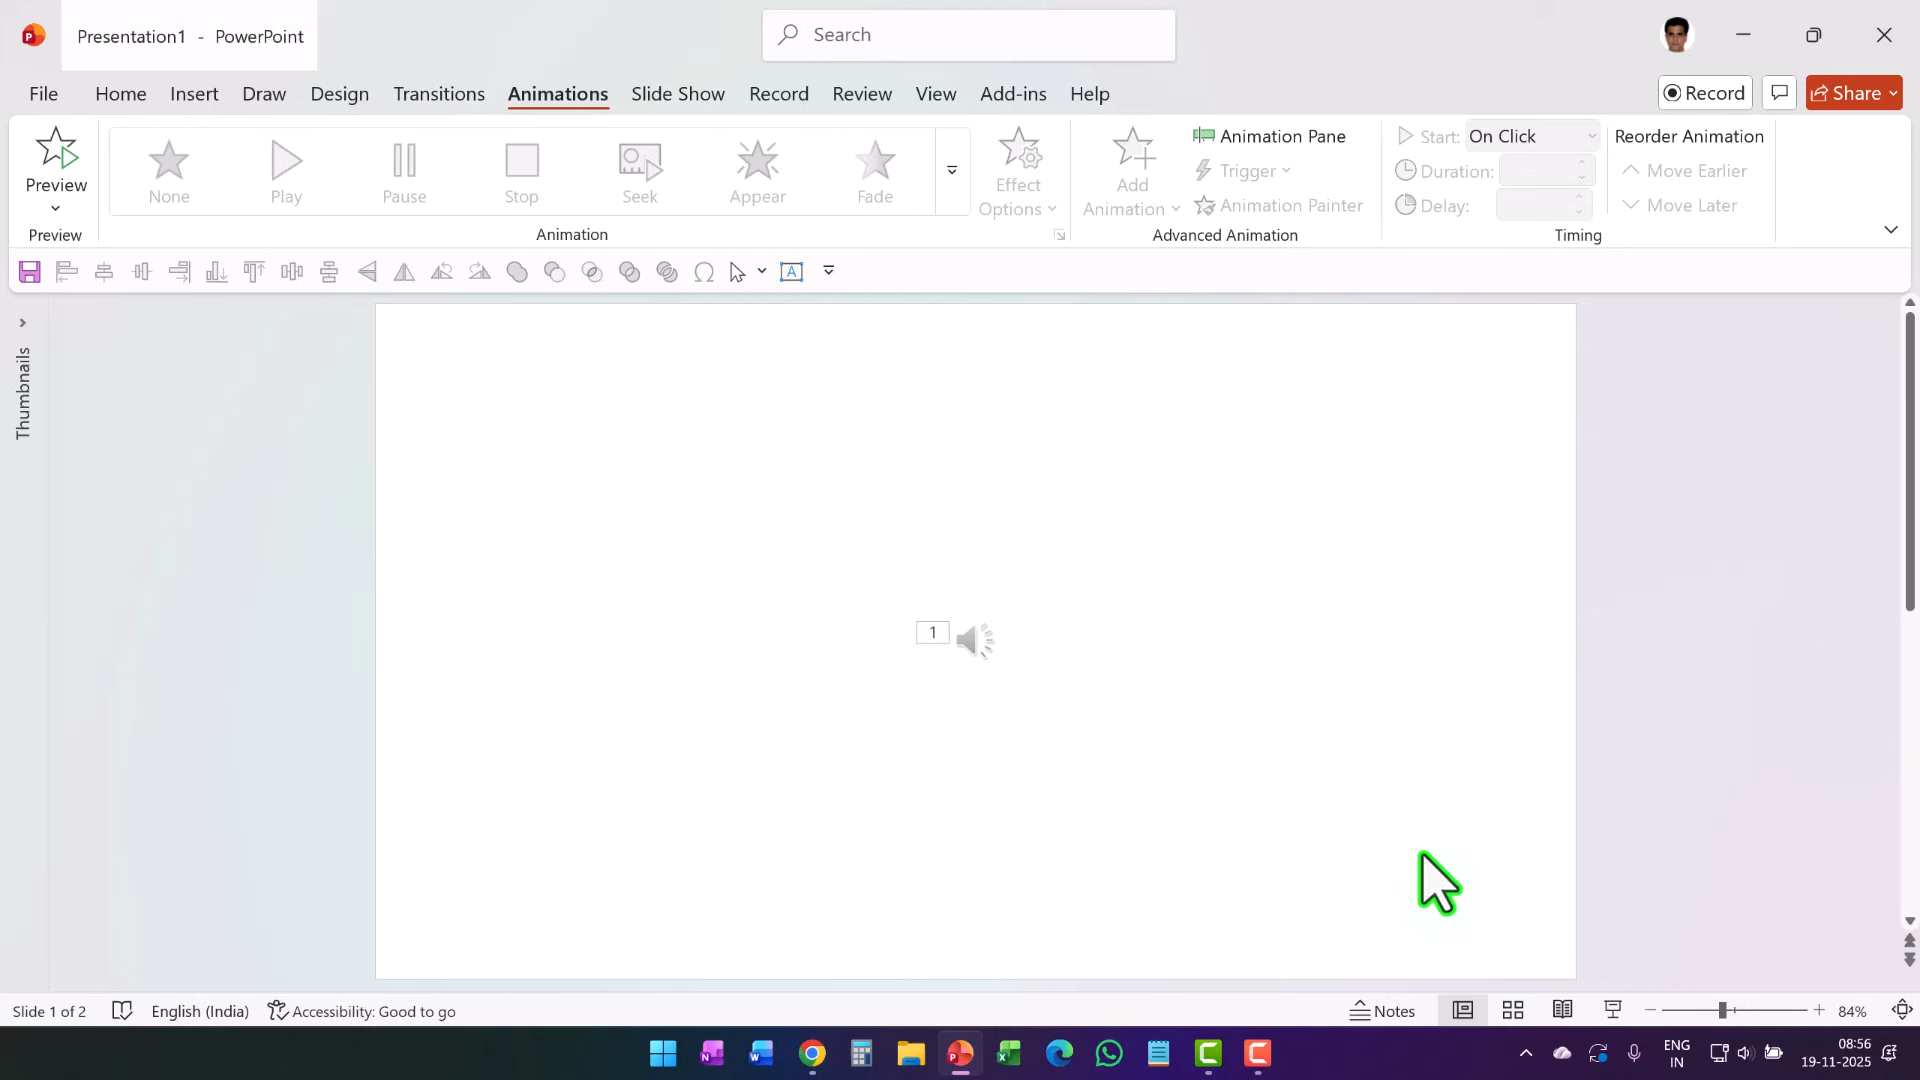 Presentation1 - PowerPoint
Search
File Home Insert Draw Design Transitions Animations Slide Show Record Review View Add-ins Help
Record
Share
Preview
None
Play
Pause
Stop
Seek
Appear
Fade
Effect
Options
Add
Animation
Animation Pane
Trigger
Animation Painter
Start: On Click
Duration:
Delay:
Reorder Animation
Move Earlier
Move Later
Preview
Animation
Advanced Animation
Timing
A
Thumbnails
1
Slide 1 of 2
English (India)
Accessibility: Good to go
Notes
84%
ENG
IN
08:56
19-11-2025